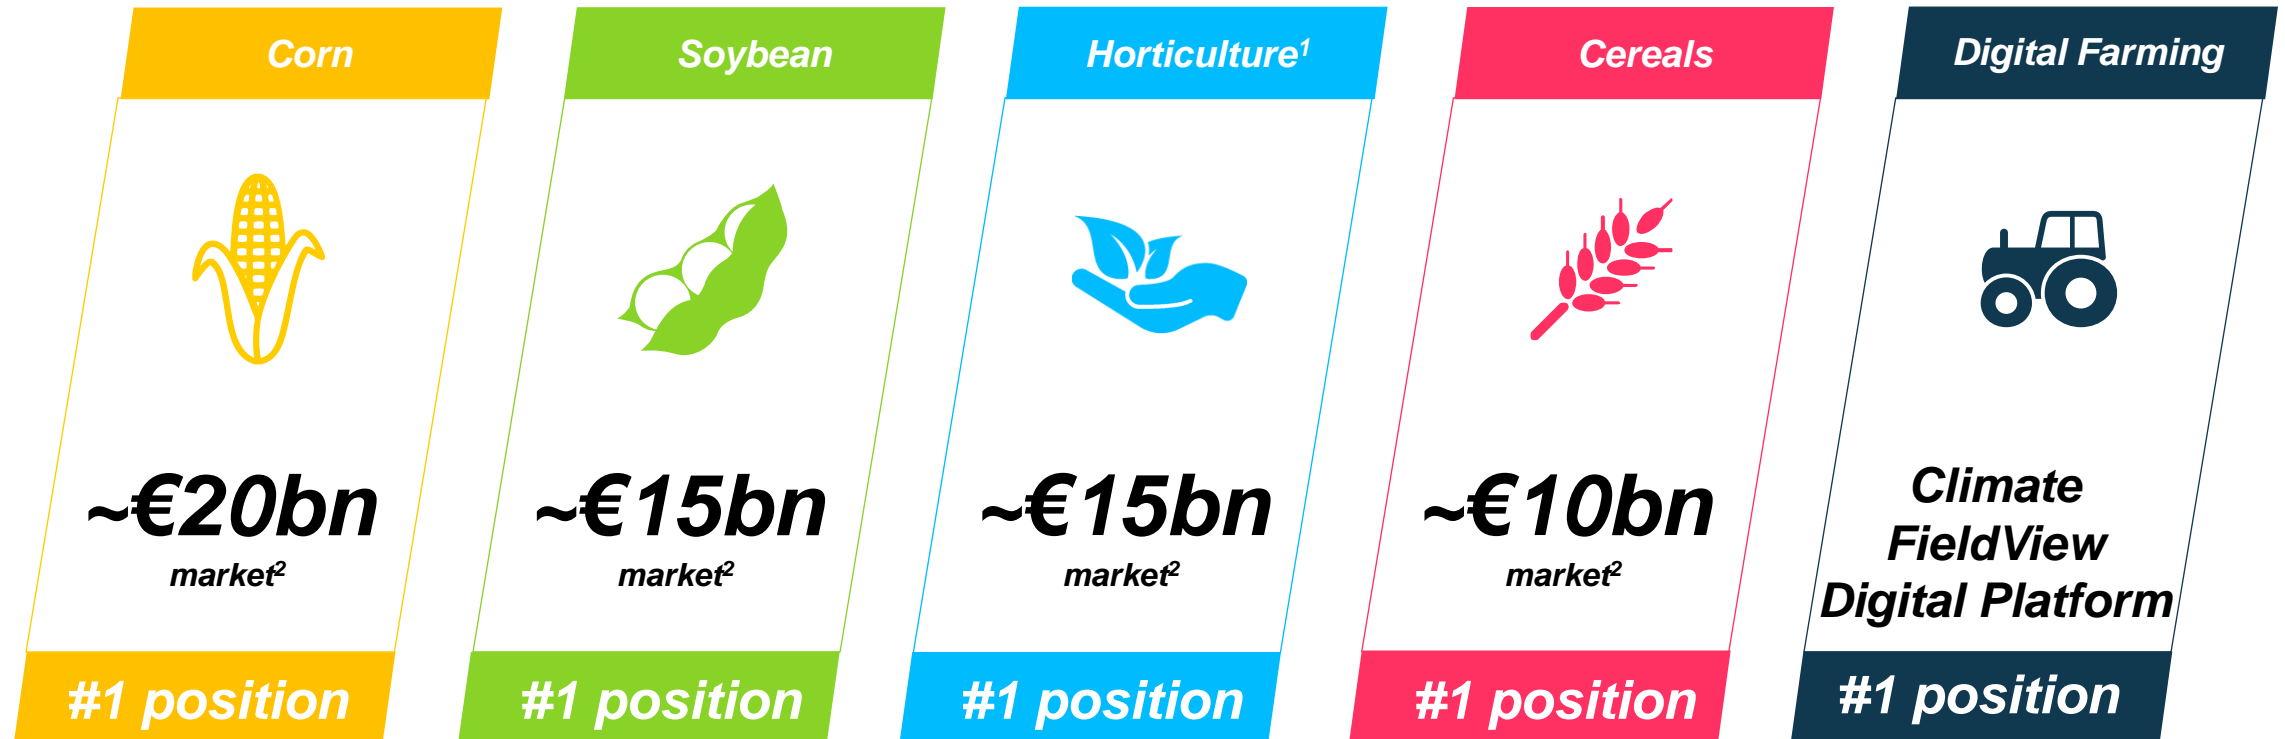 Corn
~€20bn
market²
#1 position
Soybean
~€15bn
market²
#1 position
Horticulture¹
~€15bn
market²
#1 position
Cereals
~€10bn
market²
#1 position
Digital Farming
Climate
FieldView
Digital Platform
#1 position